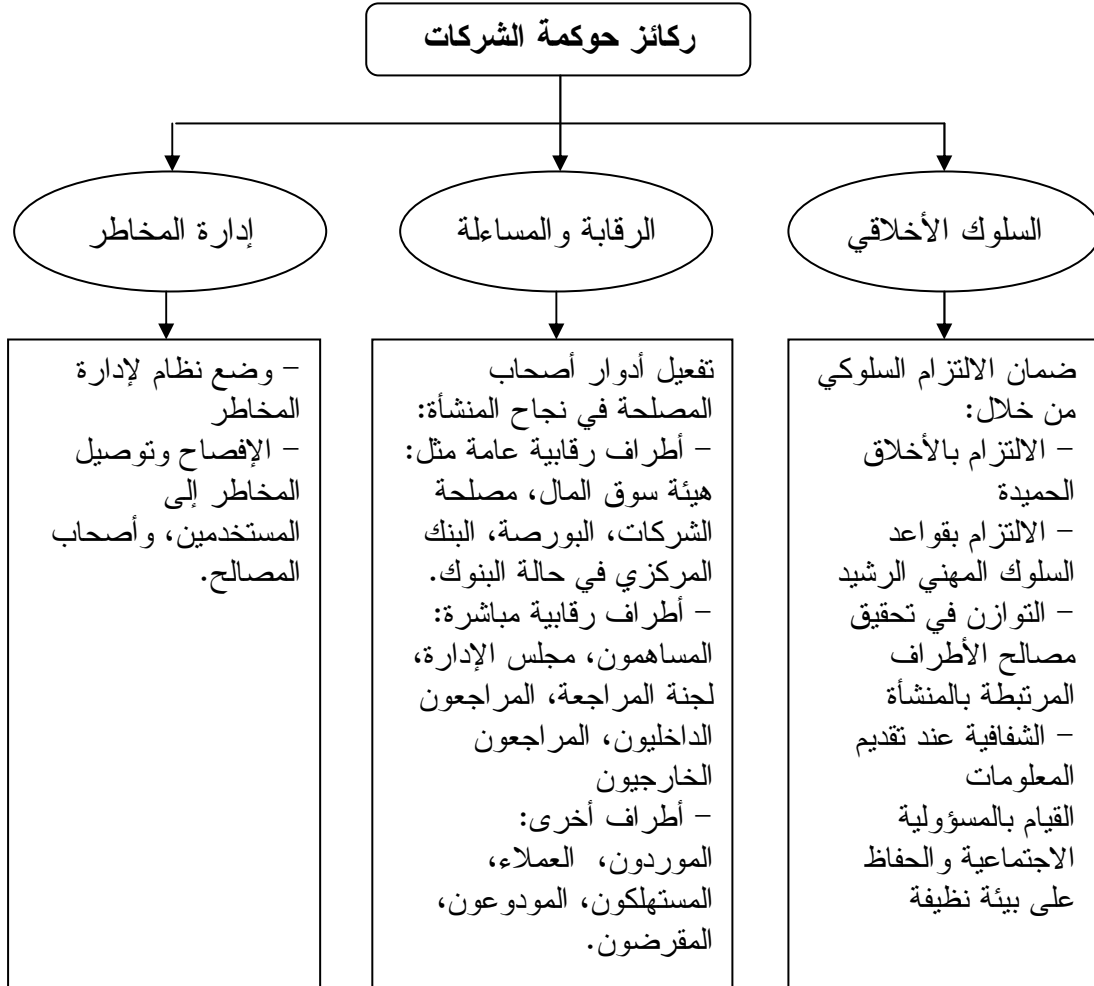 ركائز حوكمة الشركات
السلوك الأخلاقي
الرقابة والمساءلة
إدارة المخاطر
ضمان الالتزام السلوكي
من خلال:
- الالتزام بالأخلاق
الحميدة
- الالتزام بقواعد
السلوك المهني الرشيد
- التوازن في تحقيق
مصالح الأطراف
المرتبطة بالمنشأة
- الشفافية عند تقديم
المعلومات
القيام بالمسؤولية
الاجتماعية والحفاظ
على بيئة نظيفة
تفعيل أدوار أصحاب
المصلحة في نجاح المنشأة:
- أطراف رقابية عامة مثل:
هيئة سوق المال، مصلحة
الشركات، البورصة، البنك
المركزي في حالة البنوك.
- أطراف رقابية مباشرة:
المساهمون، مجلس الإدارة،
لجنة المراجعة، المراجعون
الداخليون، المراجعون
الخارجيون
- أطراف أخرى:
الموردون، العملاء،
المستهلكون، المودوعون،
المقرضون.
- وضع نظام لإدارة
المخاطر
- الإفصاح وتوصيل
المخاطر إلى
المستخدمين، وأصحاب
المصالح.